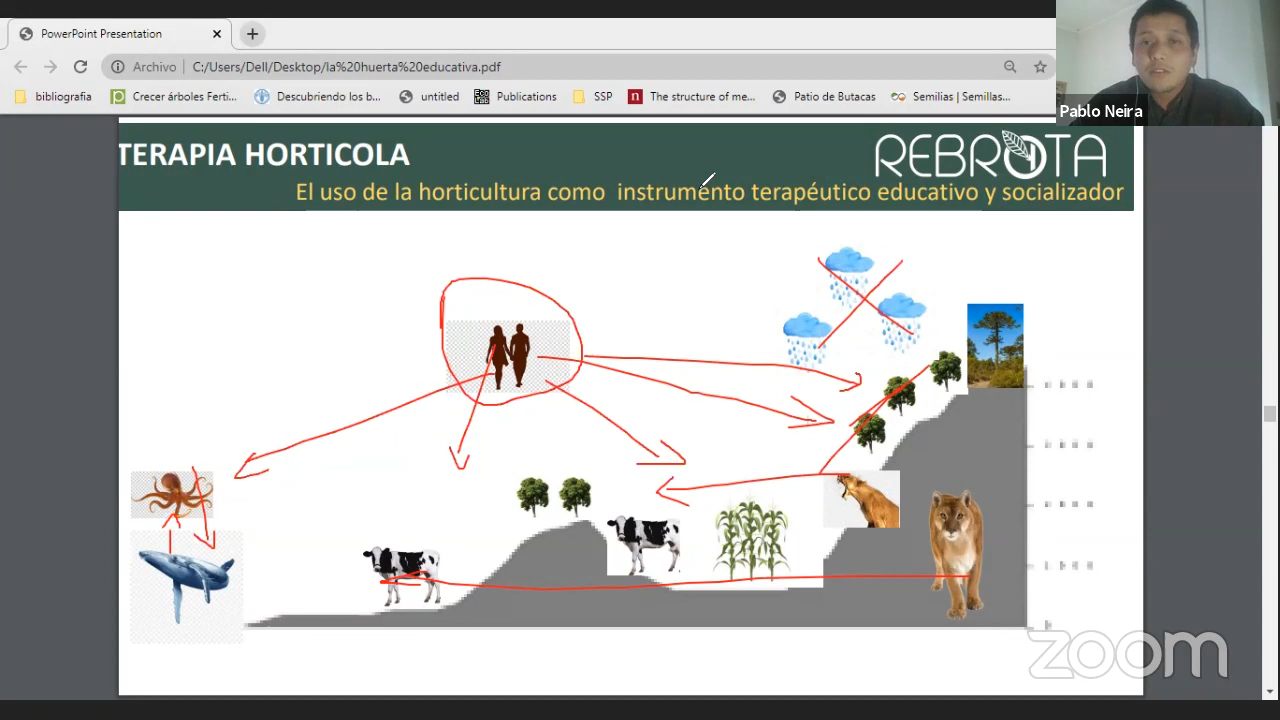 PowerPoint Presentation
Archivo
C:/Users/Dell/Desktop/la%20huerta%20educativa.pdf
bibliografia
Crecer árboles Ferti...
Descubriendo los b...
untitled
Publications
SSP
n
The structure of me...
Patio de Butacas
Semilias | Semillas...
Pablo Neira
TERAPIA HORTICOLA
REBROTA
El uso de la horticultura como instrumento terapéutico educativo y socializador
zoom